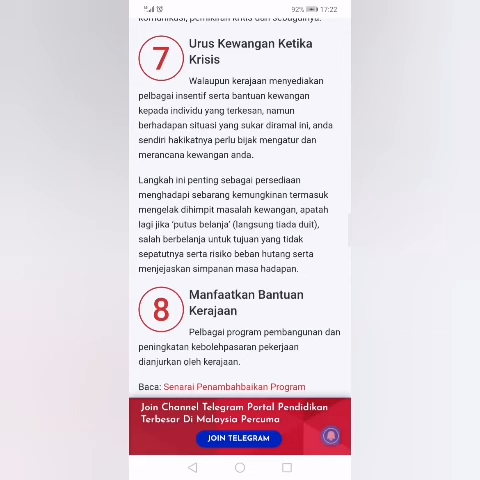 92% 17:22
komunikasi, pemikiran kritis dan sebagainya.
7
Urus Kewangan Ketika
Krisis
Walaupun kerajaan menyediakan
pelbagai insentif serta bantuan kewangan
kepada individu yang terkesan, namun
berhadapan situasi yang sukar diramal ini, anda
sendiri hakikatnya perlu bijak mengatur dan
merancana kewangan anda.
Langkah ini penting sebagai persediaan
menghadapi sebarang kemungkinan termasuk
mengelak dihimpit masalah kewangan, apatah
lagi jika ‘putus belanja’ (langsung tiada duit),
salah berbelanja untuk tujuan yang tidak
sepatutnya serta risiko beban hutang serta
menjejaskan simpanan masa hadapan.
8
Manfaatkan Bantuan
Kerajaan
Pelbagai program pembangunan dan
peningkatan kebolehpasaran pekerjaan
dianjurkan oleh kerajaan.
Baca: Senarai Penambahbaikan Program
Join Channel Telegram Portal Pendidikan
Terbesar Di Malaysia Percuma
JOIN TELEGRAM